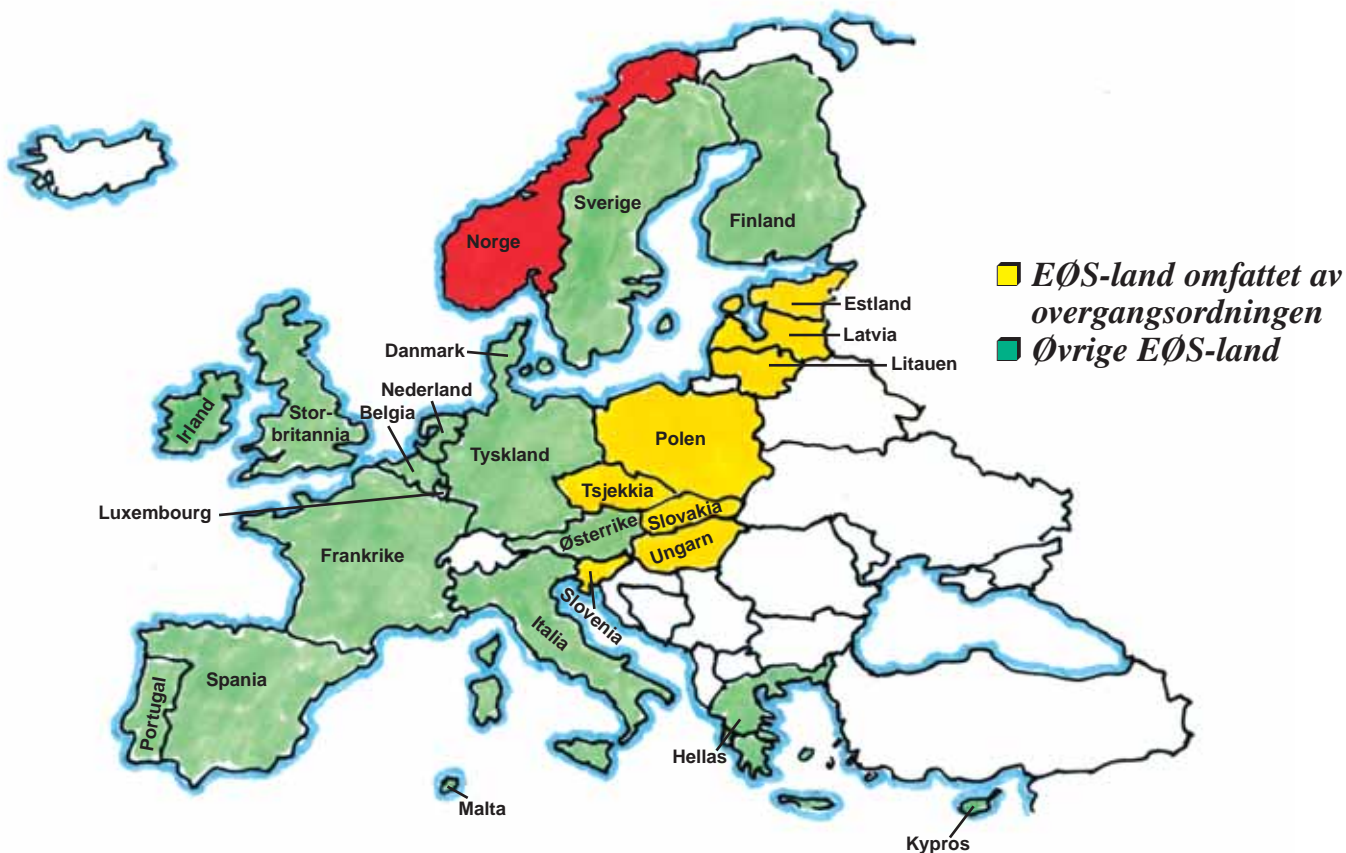 Sverige
Finland
Norge
EØS-land omfattet av
overgangsordningen
Øvrige EØS-land
Estland
Latvia
Litauen
Danmark
Nederland
Belgia
Irland
Stor-
britannia
Tyskland
Polen
Tsjekkia
Slovakia
Luxembourg
Østerrike
Ungarn
Frankrike
Slovenia
Italia
Spania
Portugal
Hellas
Malta
Kypros